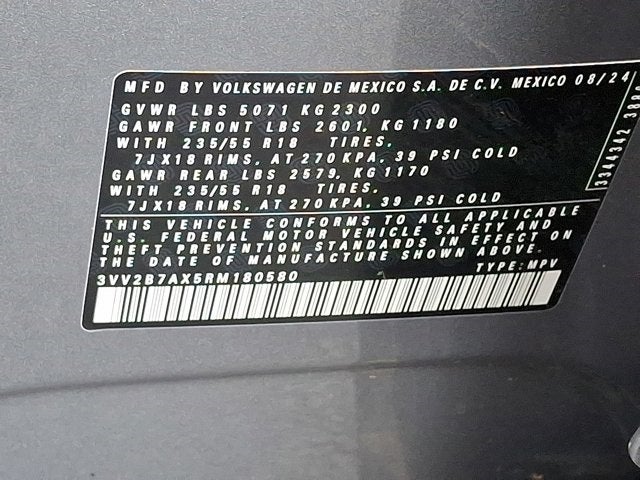 MFD BY VOLKSWAGEN DE MEXICO S.A. DE C.V. MEXICO 08/24
GVWR LBS 5071 KG 2300
GAWR FRONT LBS 2601, KG 1180
WITH 235/55 R18 TIRES,
7JX18 RIMS, AT 270 KPA, 39 PSI COLD
GAWR REAR LBS 2579, KG 1170
WITH 235/55 R18 TIRES,
7JX18 RIMS, AT 270 KPA, 39 PSI COLD
THIS VEHICLE CONFORMS TO ALL APPLICABLE
U.S. FEDERAL MOTOR VEHICLE SAFETY AND
THEFT PREVENTION STANDARDS IN EFFECT ON
THE DATE OF MANUFACTURE SHOWN ABOVE.
3VV2B7AX5RM180580 TYPE: MPV
3344342